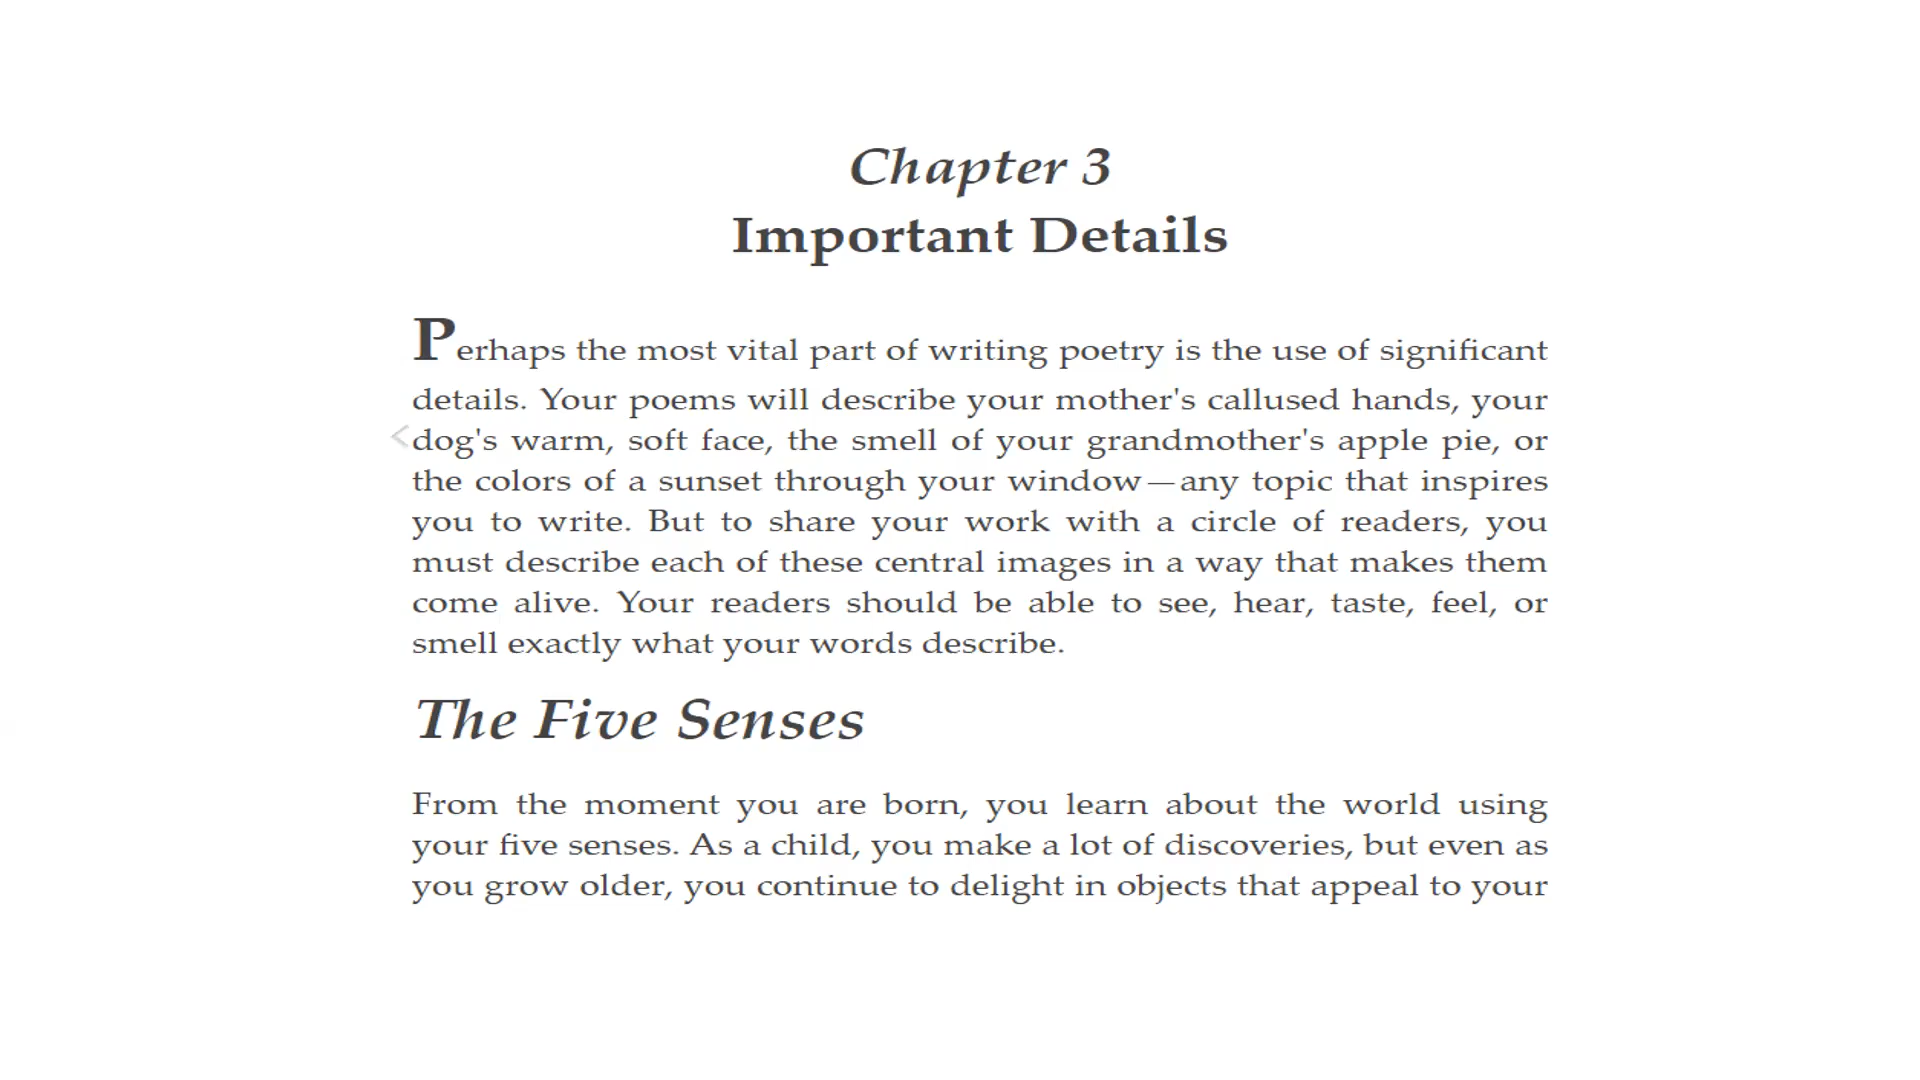 Chapter 3
Important Details
Perhaps the most vital part of writing poetry is the use of significant
details. Your poems will describe your mother's callused hands, your
dog's warm, soft face, the smell of your grandmother's apple pie, or
the colors of a sunset through your window—any topic that inspires
you to write. But to share your work with a circle of readers, you
must describe each of these central images in a way that makes them
come alive. Your readers should be able to see, hear, taste, feel, or
smell exactly what your words describe.
The Five Senses
From the moment you are born, you learn about the world using
your five senses. As a child, you make a lot of discoveries, but even as
you grow older, you continue to delight in objects that appeal to your